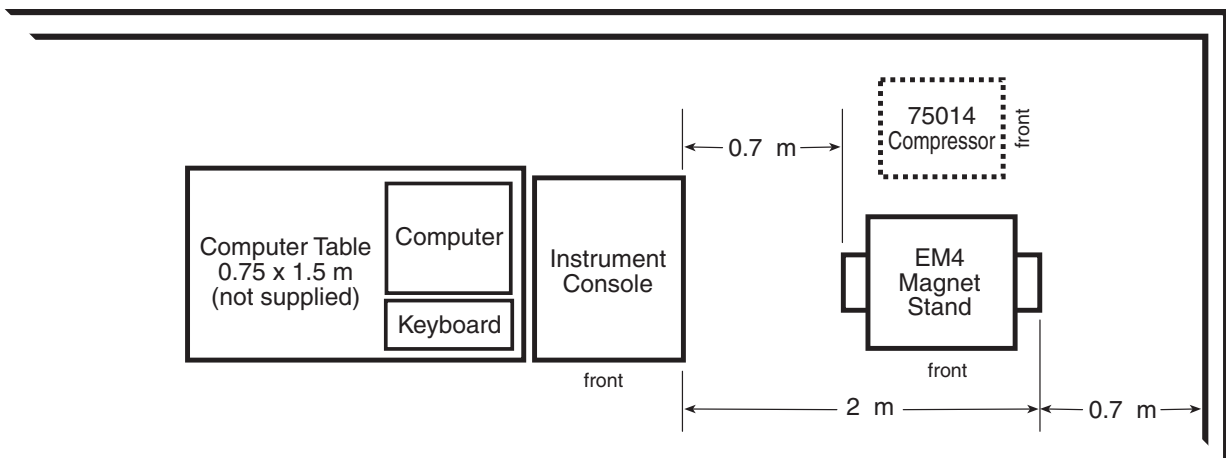 75014
Compressor
front
0.7 m
Computer Table
0.75 x 1.5 m
(not supplied)
Computer
Keyboard
Instrument
Console
front
EM4
Magnet
Stand
front
2 m
0.7 m